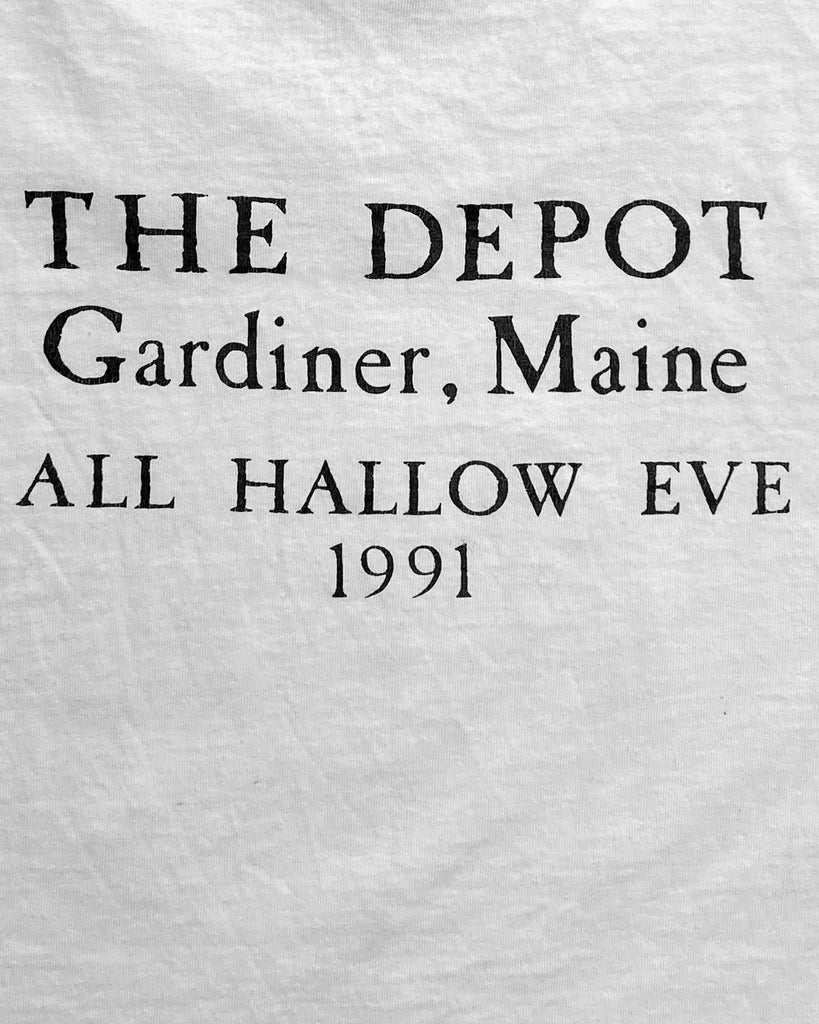 THE DEPOT
Gardiner, Maine
ALL HALLOW EVE
1991